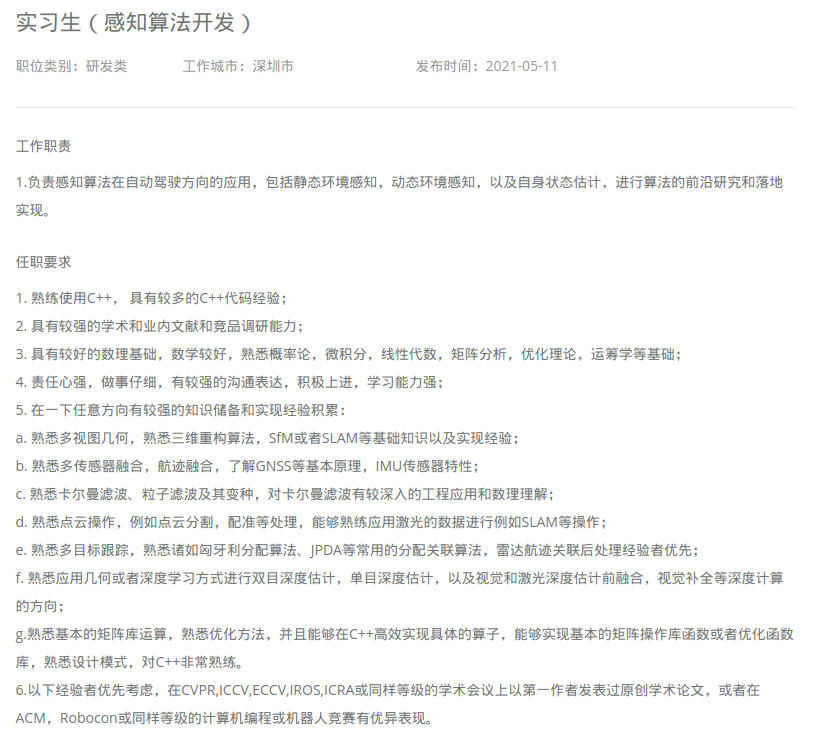 实习生（感知算法开发）
职位类别：研发类 工作城市：深圳市 发布时间：2021-05-11
工作职责
1.负责感知算法在自动驾驶方向的应用，包括静态环境感知，动态环境感知，以及自身状态估计，进行算法的前沿研究和落地
实现。
任职要求
1. 熟练使用C++， 具有较多的C++代码经验；
2. 具有较强的学术和业内文献和竞品调研能力；
3. 具有较好的数理基础，数学较好，熟悉概率论，微积分，线性代数，矩阵分析，优化理论，运筹学等基础；
4. 责任心强，做事仔细，有较强的沟通表达，积极上进，学习能力强；
5. 在一下任意方向有较强的知识储备和实现经验积累：
a. 熟悉多视图几何，熟悉三维重构算法，SfM或者SLAM等基础知识以及实现经验；
b. 熟悉多传感器融合，航迹融合，了解GNSS等基本原理，IMU传感器特性；
c. 熟悉卡尔曼滤波、粒子滤波及其变种，对卡尔曼滤波有较深入的工程应用和数理理解；
d. 熟悉点云操作，例如点云分割，配准等处理，能够熟练应用激光的数据进行例如SLAM等操作；
e. 熟悉多目标跟踪，熟悉诸如匈牙利分配算法、JPDA等常用的分配关联算法，雷达航迹关联后处理经验者优先；
f. 熟悉应用几何或者深度学习方式进行双目深度估计，单目深度估计，以及视觉和激光深度估计前融合，视觉补全等深度计算
的方向；
g.熟悉基本的矩阵库运算，熟悉优化方法，并且能够在C++高效实现具体的算子，能够实现基本的矩阵操作库函数或者优化函数
库，熟悉设计模式，对C++非常熟练。
6.以下经验者优先考虑，在CVPR,ICCV,ECCV,IROS,ICRA或同样等级的学术会议上以第一作者发表过原创学术论文，或者在
ACM，Robocon或同样等级的计算机编程或机器人竞赛有优异表现。